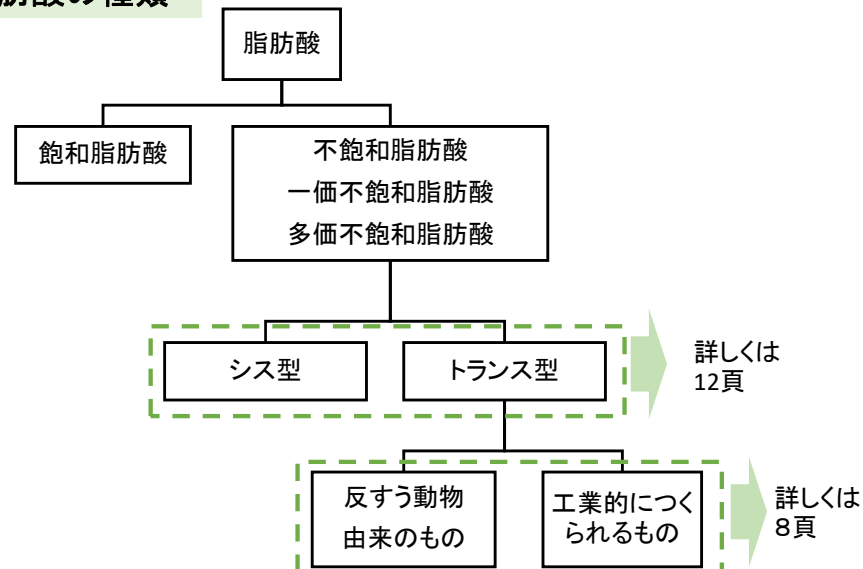 脂肪酸
飽和脂肪酸
不飽和脂肪酸
一価不飽和脂肪酸
多価不飽和脂肪酸
シス型
トランス型
詳しくは
12頁
反すう動物
由来のもの
工業的につく
られるもの
詳しくは
8頁